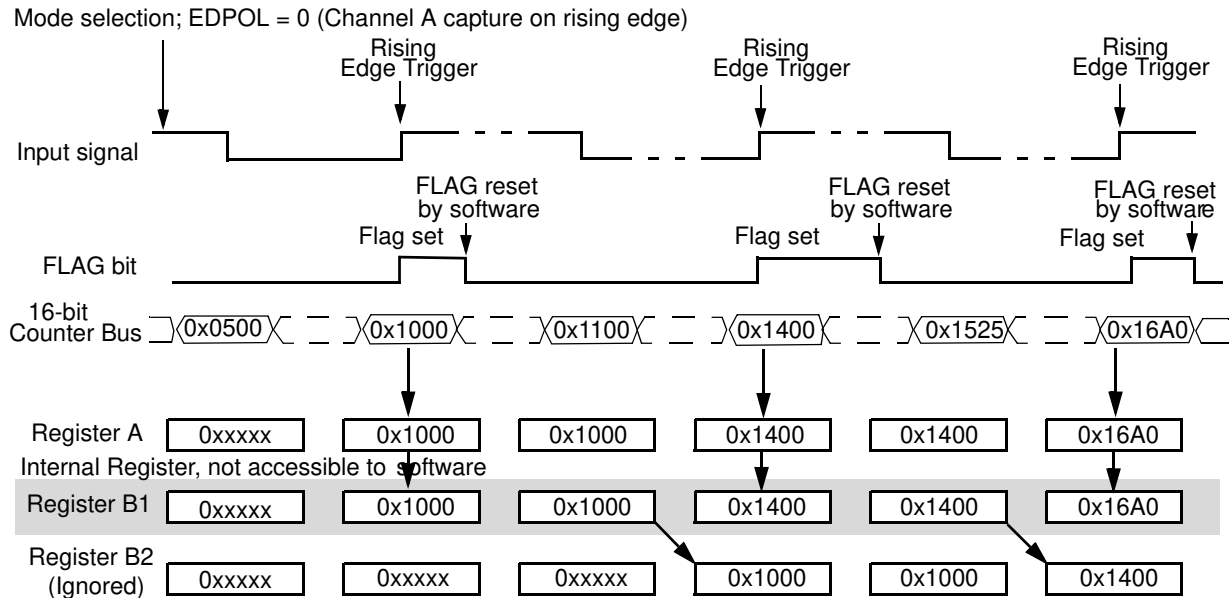 Mode selection; EDPOL = 0 (Channel A capture on rising edge)
Rising
Edge Trigger
Rising
Edge Trigger
Rising
Edge Trigger
Input signal
FLAG reset
by software
FLAG reset
by software
FLAG reset
by software
Flag set
Flag set
Flag set
FLAG bit
16-bit
Counter Bus
0x0500 0x1000 0x1100 0x1400 0x1525 0x16A0
Register A 0xxxxx 0x1000 0x1000 0x1400 0x1400 0x16A0
Internal Register, not accessible to software
Register B1 0xxxxx 0x1000 0x1000 0x1400 0x1400 0x16A0
Register B2
(Ignored)
0xxxxx 0xxxxx 0xxxxx 0x1000 0x1000 0x1400